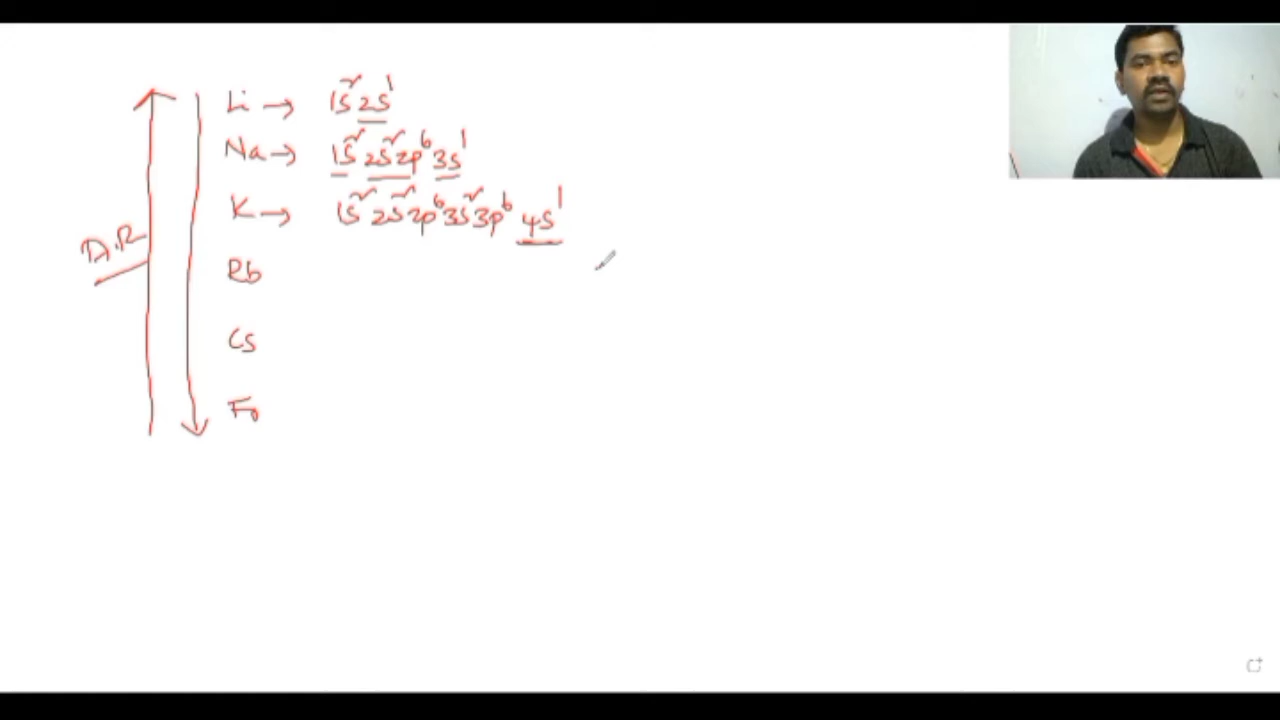 Li → 1s² 2s¹
Na → 1s² 2s² 2p⁶ 3s¹
K → 1s² 2s² 2p⁶ 3s² 3p⁶ 4s¹
Rb
Cs
Fr